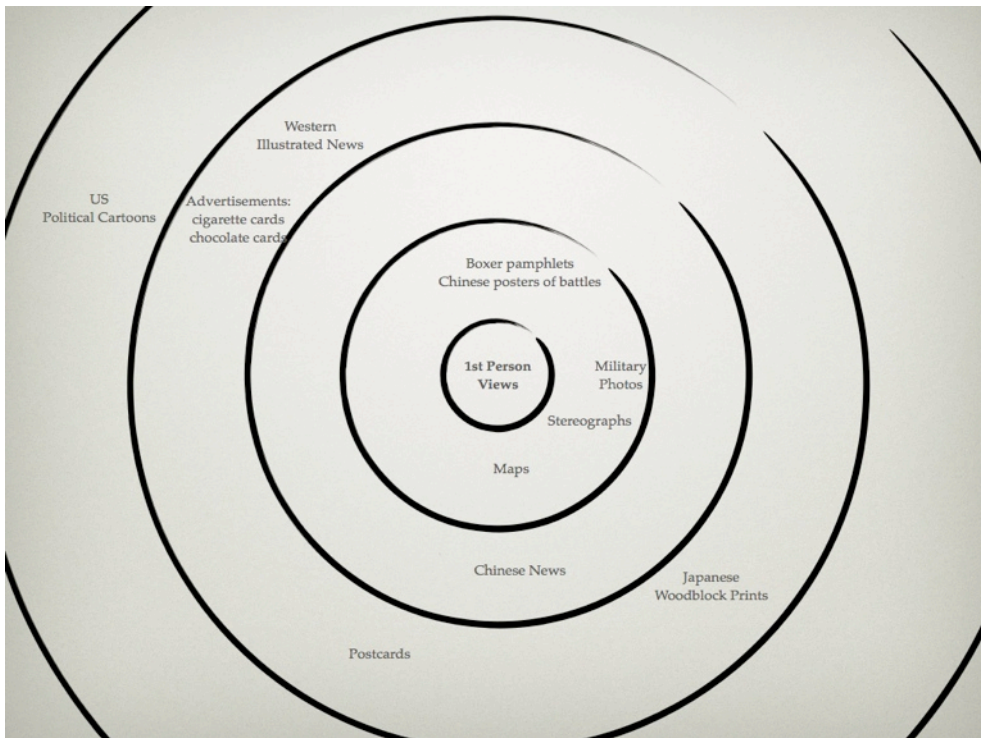 Western
Illustrated News
US
Political Cartoons
Advertisements:
cigarette cards
chocolate cards
Boxer pamphlets
Chinese posters of battles
1st Person
Views
Military
Photos
Stereographs
Maps
Chinese News
Japanese
Woodblock Prints
Postcards